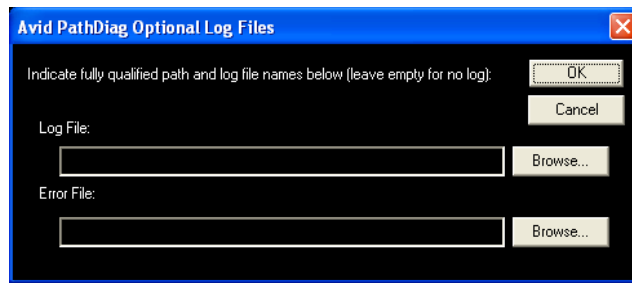 Avid PathDiag Optional Log Files
Indicate fully qualified path and log file names below (leave empty for no log):
OK
Cancel
Log File:
Browse...
Error File:
Browse...